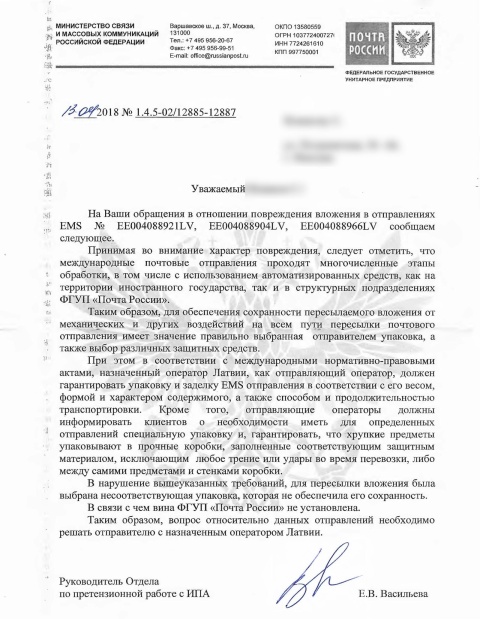 МИНИСТЕРСТВО СВЯЗИ
И МАССОВЫХ КОММУНИКАЦИЙ
РОССИЙСКОЙ ФЕДЕРАЦИИ
Варшавское ш., д. 37, Москва,
131000
Тел.: +7 495 956-20-67
Факс: +7 495 956-99-51
E-mail: office@russianpost.ru
ОКПО 13580559
ОГРН 103772400727
ИНН 7724261610
КПП 997750001
ПОЧТА
РОССИИ
ФЕДЕРАЛЬНОЕ ГОСУДАРСТВЕННОЕ
УНИТАРНОЕ ПРЕДПРИЯТИЕ
2018 № 1.4.5-02/12885-12887
Уважаемый
На Ваши обращения в отношении повреждения вложения в отправлениях
EMS № EE004088921LV, EE004088904LV, EE004088966LV сообщаем
следующее.
Принимая во внимание характер повреждения, следует отметить, что
международные почтовые отправления проходят многочисленные этапы
обработки, в том числе с использованием автоматизированных средств, как на
территории иностранного государства, так и в структурных подразделениях
ФГУП «Почта России».
Таким образом, для обеспечения сохранности пересылаемого вложения от
механических и других воздействий на всем пути пересылки почтового
отправления имеет значение правильно выбранная отправителем упаковка, а
также выбор различных защитных средств.
При этом в соответствии с международными нормативно-правовыми
актами, назначенный оператор Латвии, как отправляющий оператор, должен
гарантировать упаковку и заделку EMS отправления в соответствии с его весом,
формой и характером содержимого, а также способом и продолжительностью
транспортировки. Кроме того, отправляющие операторы должны
информировать клиентов о необходимости иметь для определенных
отправлений специальную упаковку и, гарантировать, что хрупкие предметы
упаковывают в прочные коробки, заполненные соответствующим защитным
материалом, исключающим любое трение или удары во время перевозки, либо
между самими предметами и стенками коробки.
В нарушение вышеуказанных требований, для пересылки вложения была
выбрана несоответствующая упаковка, которая не обеспечила его сохранность.
В связи с чем вина ФГУП «Почта России» не установлена.
Таким образом, вопрос относительно данных отправлений необходимо
решать отправителю с назначенным оператором Латвии.
Руководитель Отдела
по претензионной работе с ИПА
Е.В. Васильева